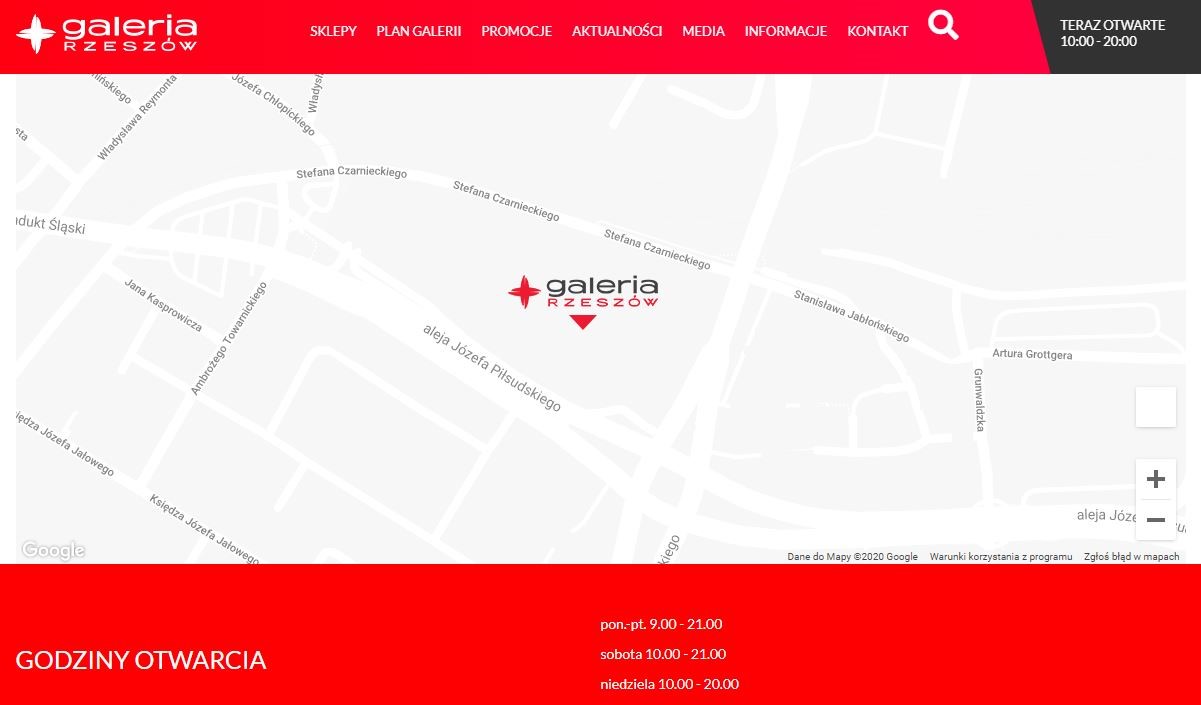 galeria
RZESZÓW
SKLEPY PLAN GALERII PROMOCJE AKTUALNOŚCI MEDIA INFORMACJE KONTAKT
TERAZ OTWARTE
10:00 - 20:00
Władysława Reymonta
Józefa Chłopickiego
Stefana Czarnieckiego
Stefana Czarnieckiego
Stefana Czarnieckiego
Śląski
galeria
RZESZÓW
Jana Kasprowicza
Ambrożego Towarnickiego
Stanisława Jabłońskiego
aleja Józefa Piłsudskiego
Artura Grottgera
Grunwaldzka
Józefa Jałowego
Księdza Józefa Jałowego
aleja
Google
Dane do Mapy ©2020 Google Warunki korzystania z programu Zgłoś błąd w mapach
GODZINY OTWARCIA
pon.-pt. 9.00 - 21.00
sobota 10.00 - 21.00
niedziela 10.00 - 20.00